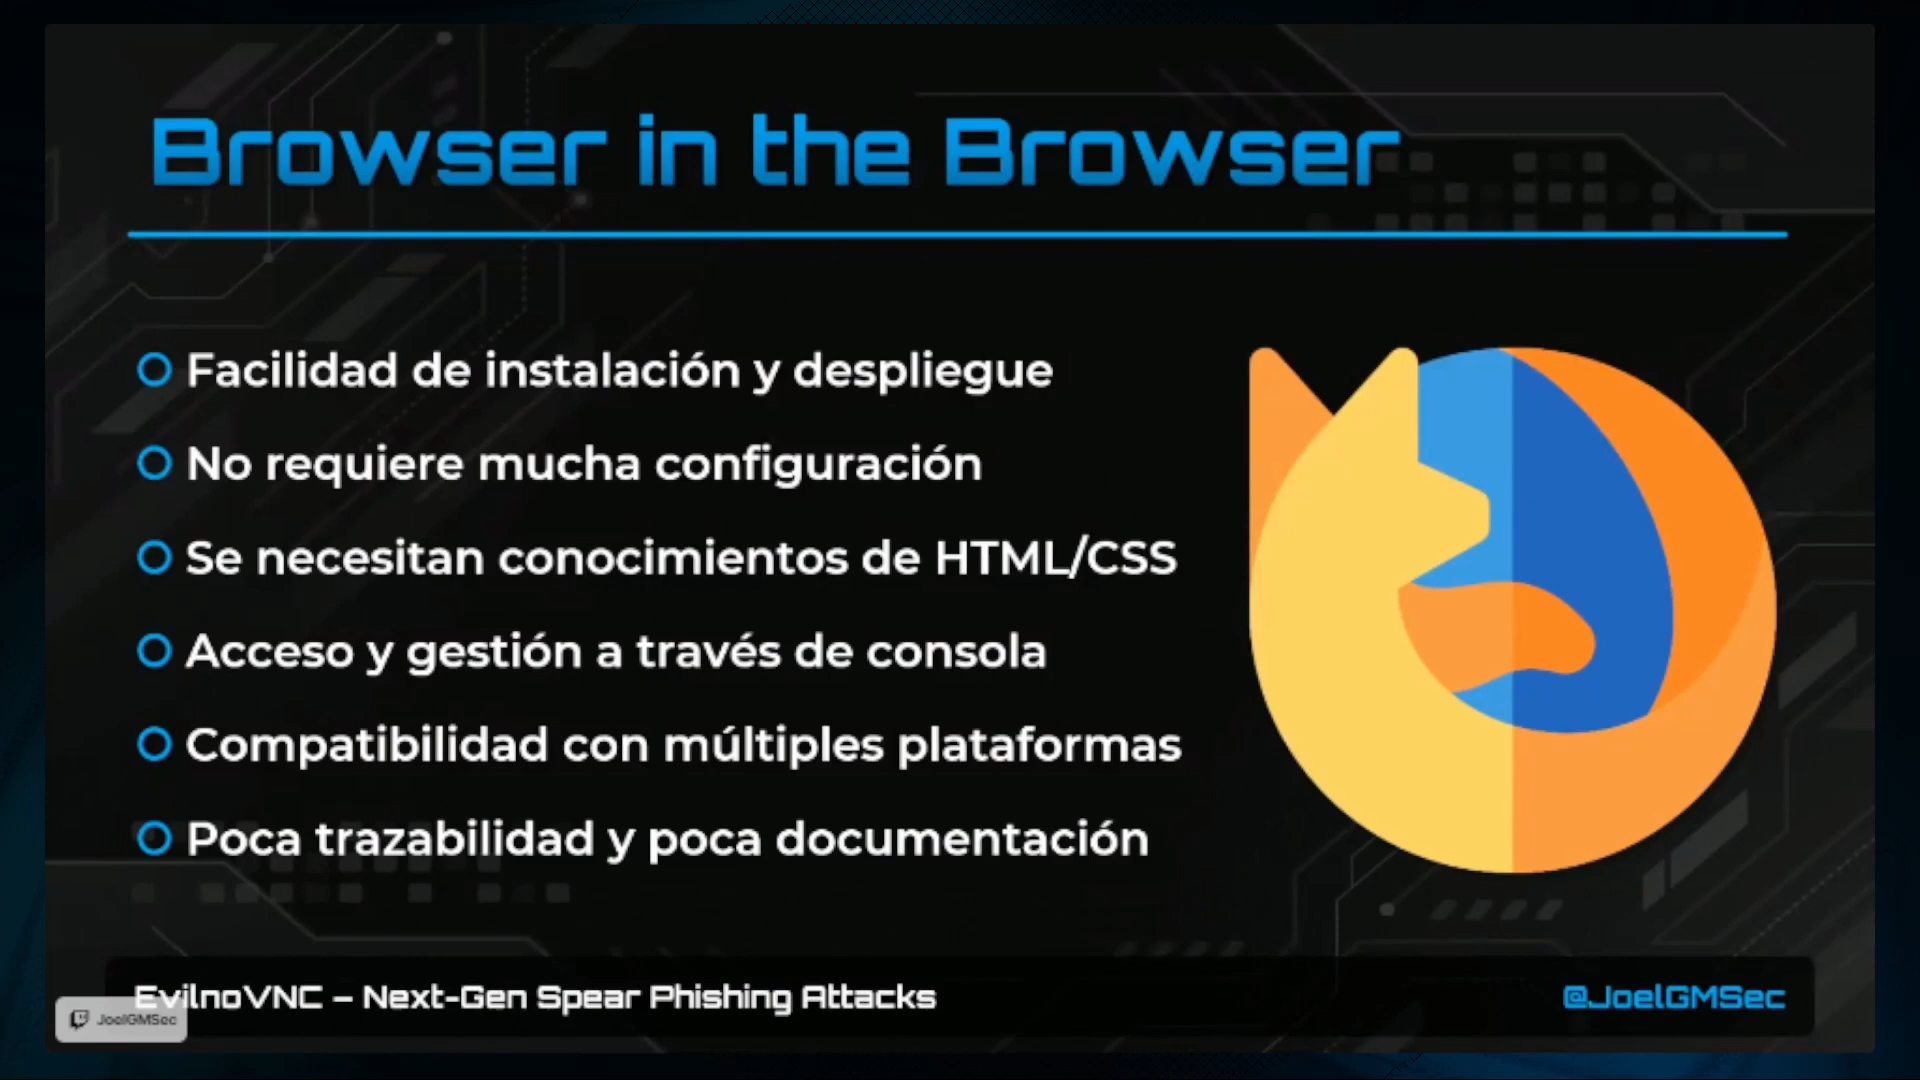 Browser in the Browser
Facilidad de instalación y despliegue
No requiere mucha configuración
Se necesitan conocimientos de HTML/CSS
Acceso y gestión a través de consola
Compatibilidad con múltiples plataformas
Poca trazabilidad y poca documentación
EvilnoVNC – Next-Gen Spear Phishing Attacks
@JoelGMSec
JoelGMSec